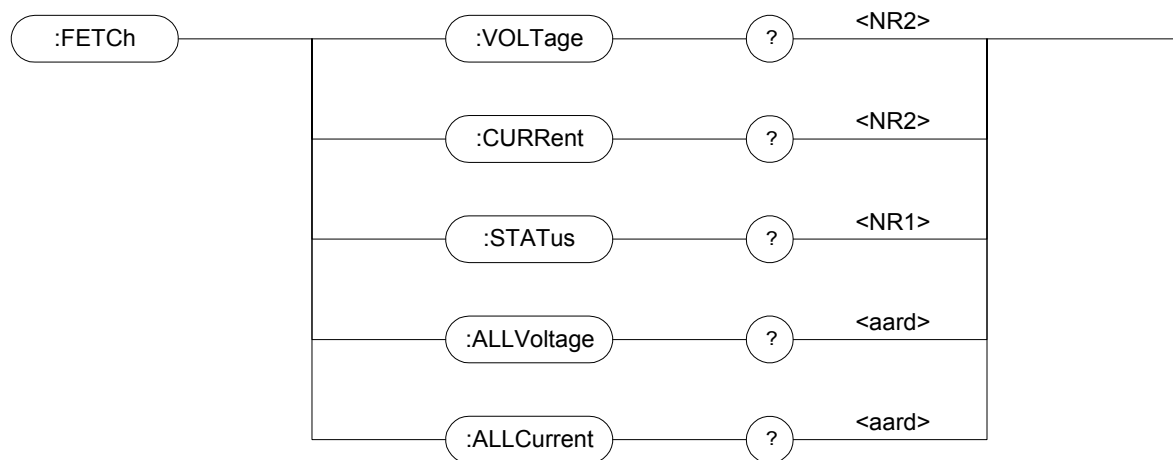 :FETCh :VOLTage ? <NR2>
:CURRent ? <NR2>
:STATus ? <NR1>
:ALLVoltage ? <aard>
:ALLCurrent ? <aard>